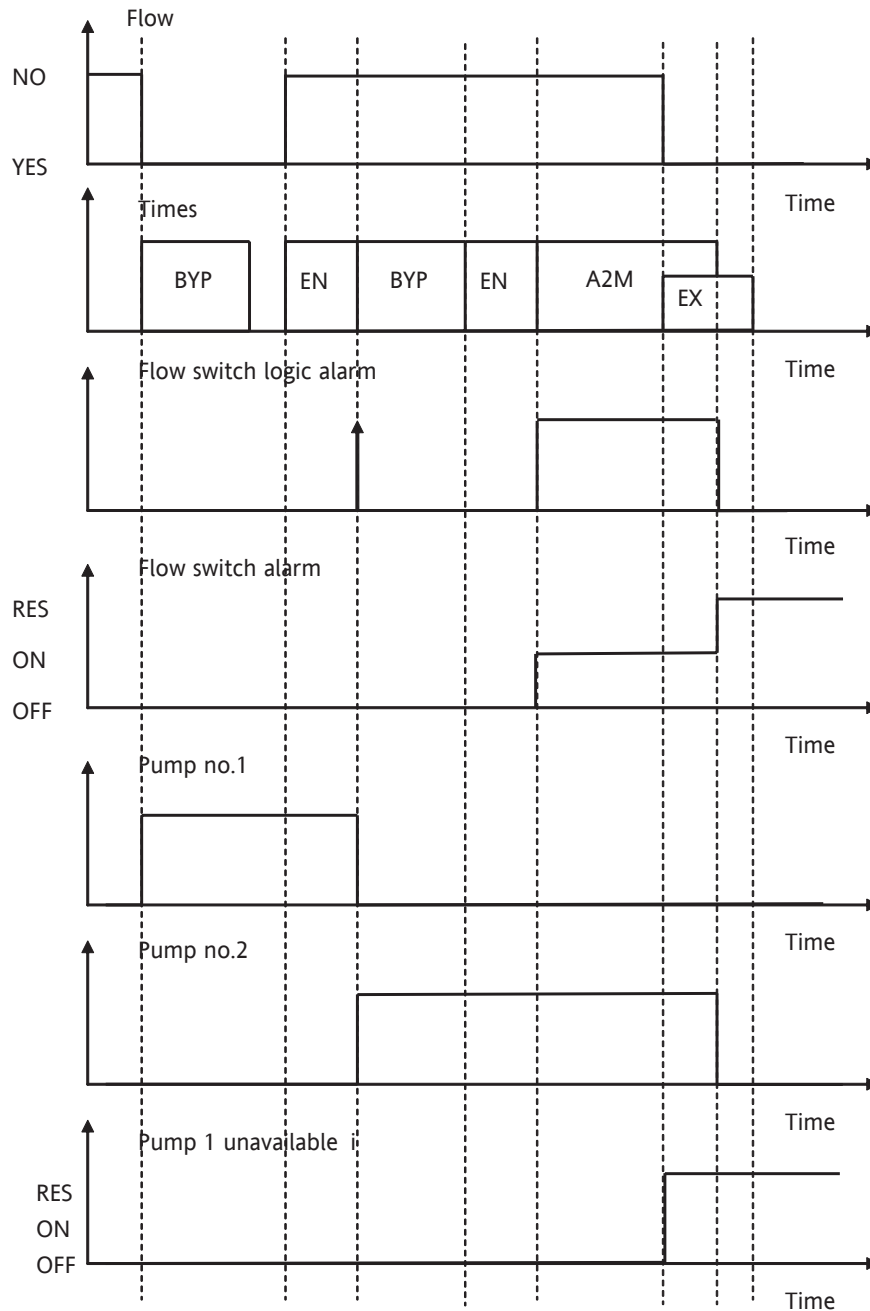 Flow
NO
YES
Time
Times
BYP
EN
BYP
EN
A2M
EX
Time
Flow switch logic alarm
Time
Flow switch alarm
RES
ON
OFF
Time
Pump no.1
Time
Pump no.2
Time
Pump 1 unavailable i
RES
ON
OFF
Time